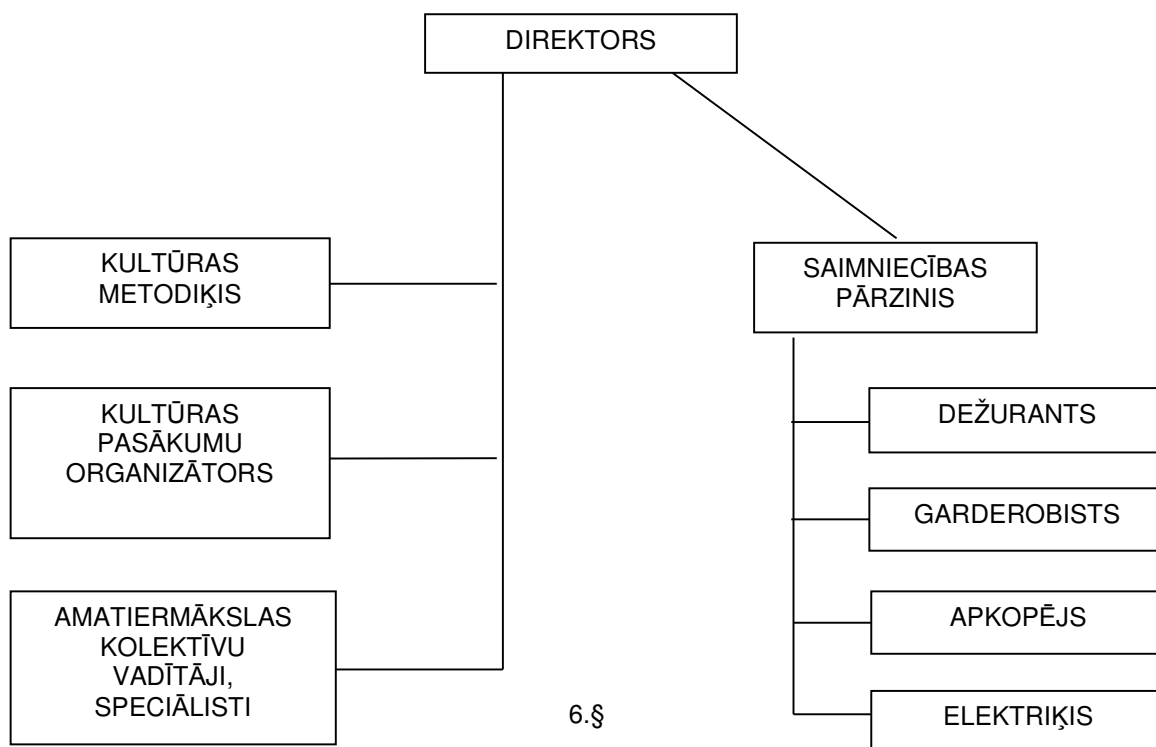 DIREKTORS
KULTŪRAS
METODIĶIS
SAIMNIECĪBAS
PĀRZINIS
KULTŪRAS
PASĀKUMU
ORGANIZĀTORS
DEŽURANTS
GARDEROBISTS
AMATIERMĀKSLAS
KOLEKTĪVU
VADĪTĀJI,
SPECIĀLISTI
APKOPĒJS
ELEKTRIĶIS
6.§